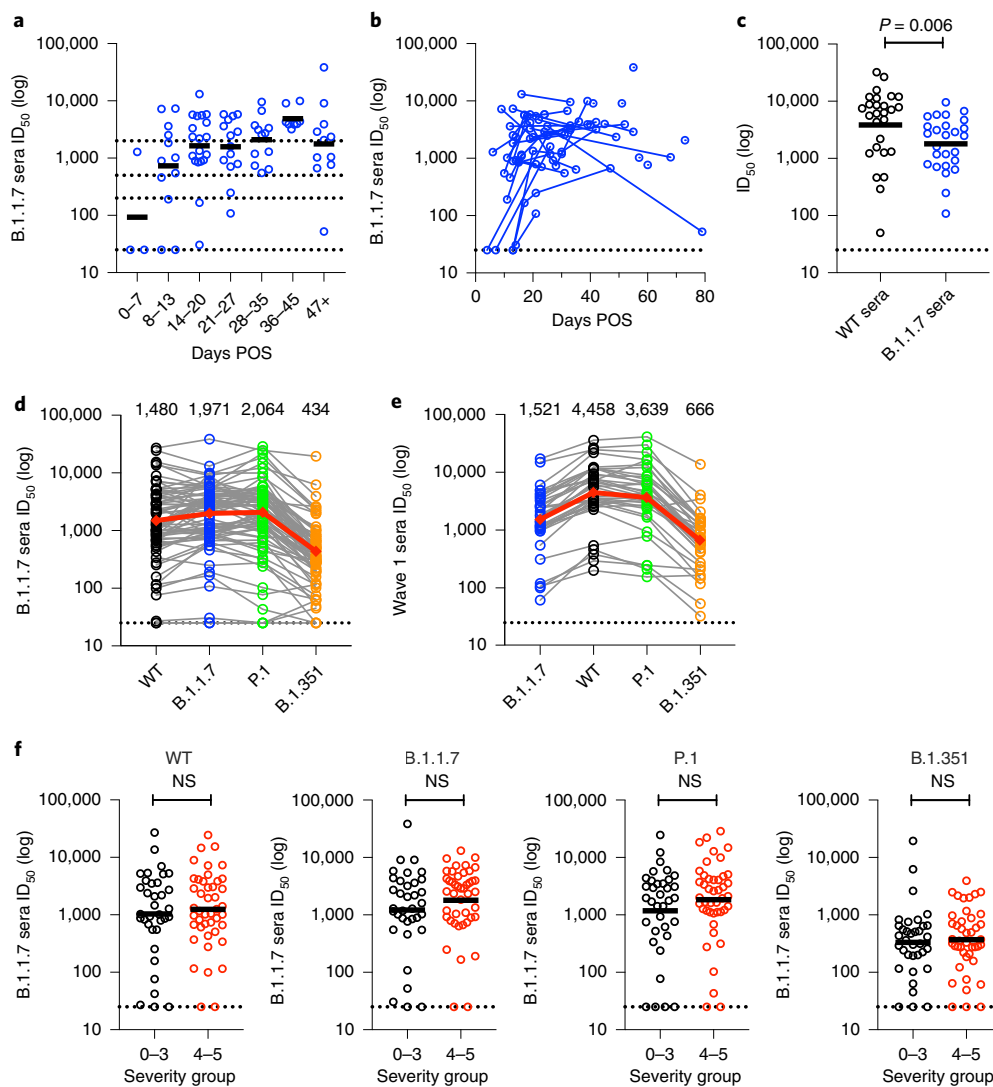 a
B.1.1.7 sera ID50 (log)
100,000
10,000
1,000
100
10
0–7
8–13
14–20
21–27
28–35
36–45
47+
Days POS
b
B.1.1.7 sera ID50 (log)
100,000
10,000
1,000
100
10
0 20 40 60 80
Days POS
c
P = 0.006
ID50 (log)
100,000
10,000
1,000
100
10
WT sera
B.1.1.7 sera
d
1,480 1,971 2,064 434
B.1.1.7 sera ID50 (log)
100,000
10,000
1,000
100
10
WT
B.1.1.7
P.1
B.1.351
e
1,521 4,458 3,639 666
Wave 1 sera ID50 (log)
100,000
10,000
1,000
100
10
B.1.1.7
WT
P.1
B.1.351
f
WT
NS
B.1.1.7 sera ID50 (log)
100,000
10,000
1,000
100
10
0–3 4–5
Severity group
B.1.1.7
NS
B.1.1.7 sera ID50 (log)
100,000
10,000
1,000
100
10
0–3 4–5
Severity group
P.1
NS
B.1.1.7 sera ID50 (log)
100,000
10,000
1,000
100
10
0–3 4–5
Severity group
B.1.351
NS
B.1.1.7 sera ID50 (log)
100,000
10,000
1,000
100
10
0–3 4–5
Severity group